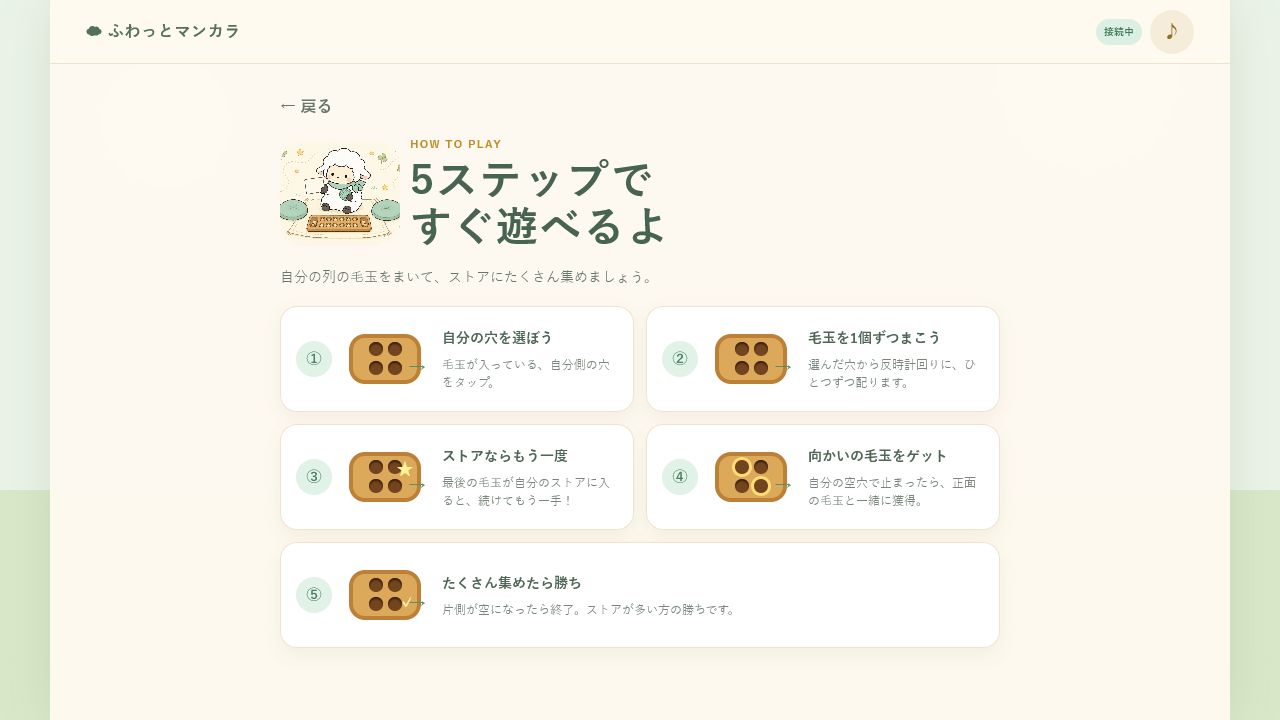 ふわっとマンカラ
接続中
← 戻る
HOW TO PLAY
5ステップで
すぐ遊べるよ
自分の列の毛玉をまいて、ストアにたくさん集めましょう。
①
自分の穴を選ぼう
毛玉が入っている、自分側の穴
をタップ。
②
毛玉を1個ずつまこう
選んだ穴から反時計回りに、ひ
とつずつ配ります。
③
ストアならもう一度
最後の毛玉が自分のストアに入
ると、続けてもう一手！
④
向かいの毛玉をゲット
自分の空穴で止まったら、正面
の毛玉と一緒に獲得。
⑤
たくさん集めたら勝ち
片側が空になったら終了。ストアが多い方の勝ちです。